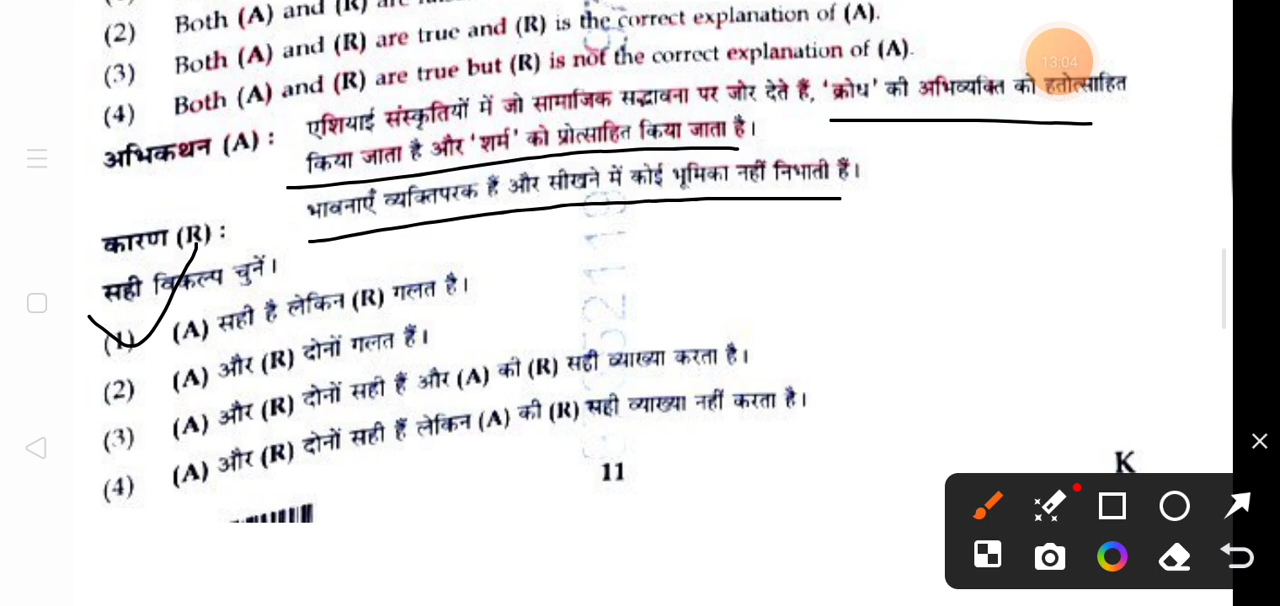 (2) Both (A) and (R) are
(3) Both (A) and (R) are true and (R) is the correct explanation of (A).
(4) Both (A) and (R) are true but (R) is not the correct explanation of (A).
13:04
अभिकथन (A) : एशियाई संस्कृतियों में जो सामाजिक सद्भावना पर जोर देते हैं, 'क्रोध' की अभिव्यक्ति को हतोत्साहित
किया जाता है और 'शर्म' को प्रोत्साहित किया जाता है।
कारण (R) : भावनाएँ व्यक्तिपरक हैं और सीखने में कोई भूमिका नहीं निभाती हैं।
सही विकल्प चुनें।
(1) (A) सही है लेकिन (R) गलत है।
(2) (A) और (R) दोनों गलत हैं।
(3) (A) और (R) दोनों सही हैं और (A) की (R) सही व्याख्या करता है।
(4) (A) और (R) दोनों सही हैं लेकिन (A) की (R) सही व्याख्या नहीं करता है।
11
K